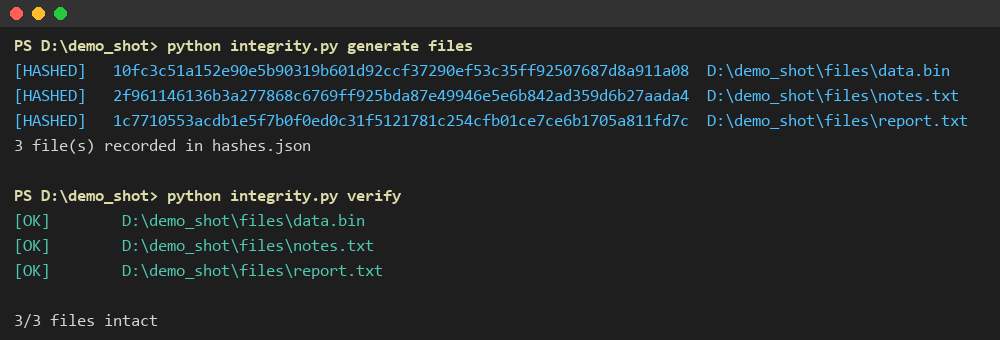 PS D:\demo_shot> python integrity.py generate files
[HASHED]   10fc3c51a152e90e5b90319b601d92ccf37290ef53c35ff92507687d8a911a08  D:\demo_shot\files\data.bin
[HASHED]   2f961146136b3a277868c6769ff925bda87e49946e5e6b842ad359d6b27aada4  D:\demo_shot\files\notes.txt
[HASHED]   1c7710553acdb1e5f7b0f0ed0c31f5121781c254cfb01ce7ce6b1705a811fd7c  D:\demo_shot\files\report.txt
3 file(s) recorded in hashes.json
PS D:\demo_shot> python integrity.py verify
[OK]        D:\demo_shot\files\data.bin
[OK]        D:\demo_shot\files\notes.txt
[OK]        D:\demo_shot\files\report.txt
3/3 files intact